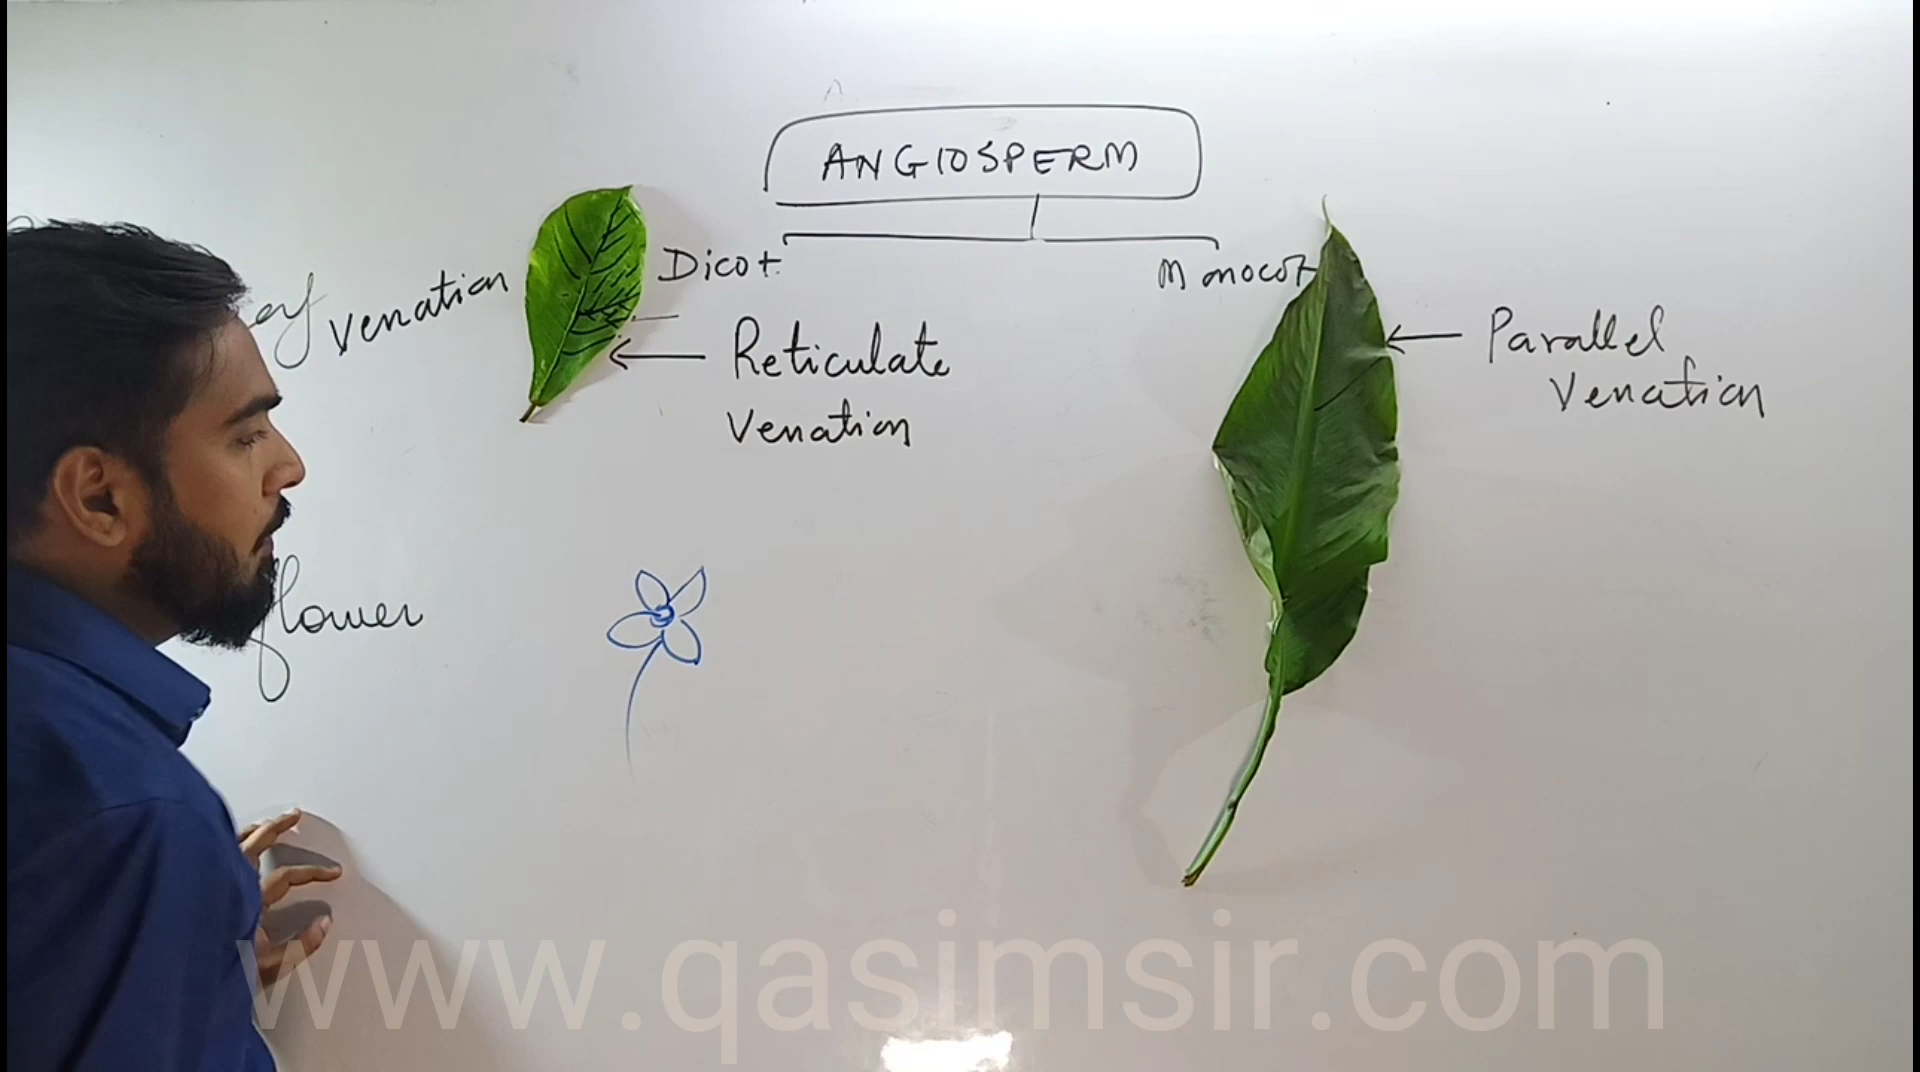 ANGIOSPERM
Dicot
Monocot
venation
Reticulate
Venation
Parallel
Venation
flower
www.qasimsir.com